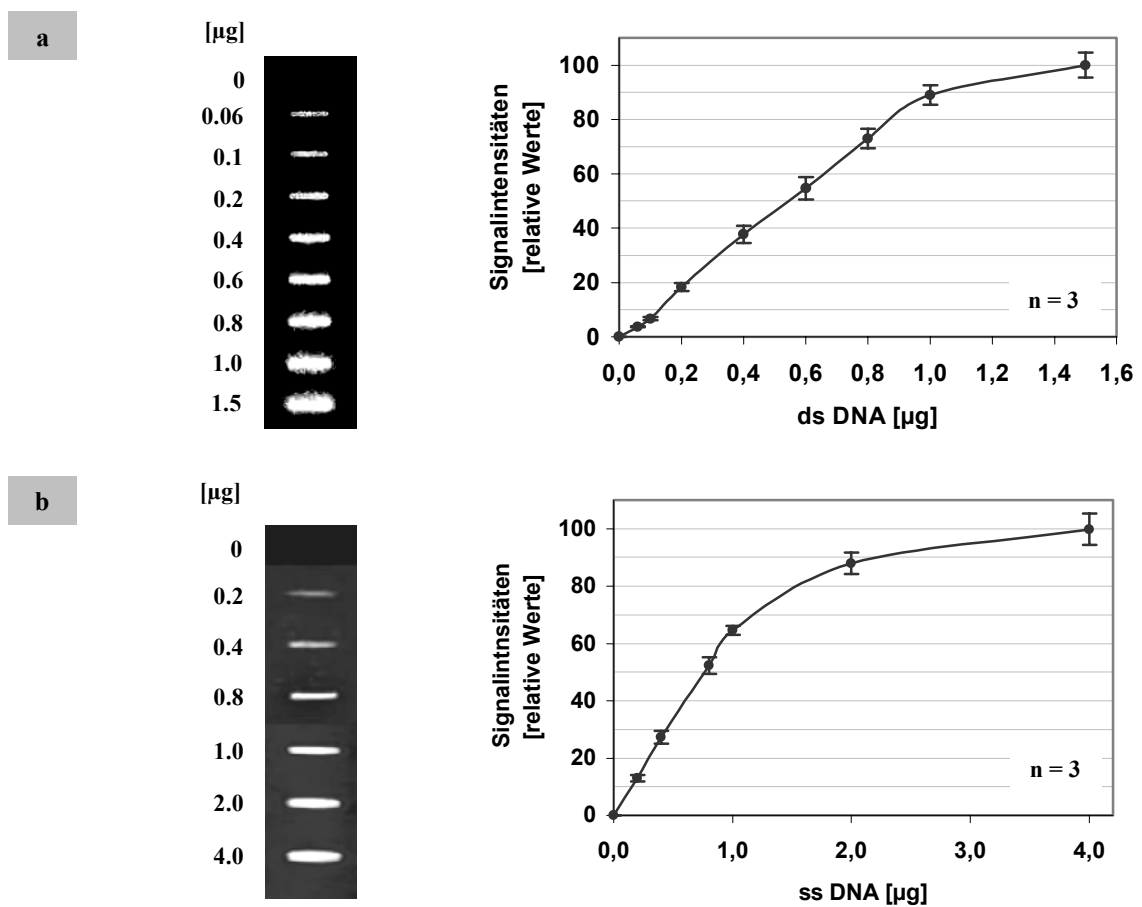 a
[µg]
0
0.06
0.1
0.2
0.4
0.6
0.8
1.0
1.5
Signalintensitäten
[relative Werte]
100
80
60
40
20
0
n = 3
0,0 0,2 0,4 0,6 0,8 1,0 1,2 1,4 1,6
ds DNA [µg]
b
[µg]
0
0.2
0.4
0.8
1.0
2.0
4.0
Signalintnsitäten
[relative Werte]
100
80
60
40
20
0
n = 3
0,0 1,0 2,0 3,0 4,0
ss DNA [µg]